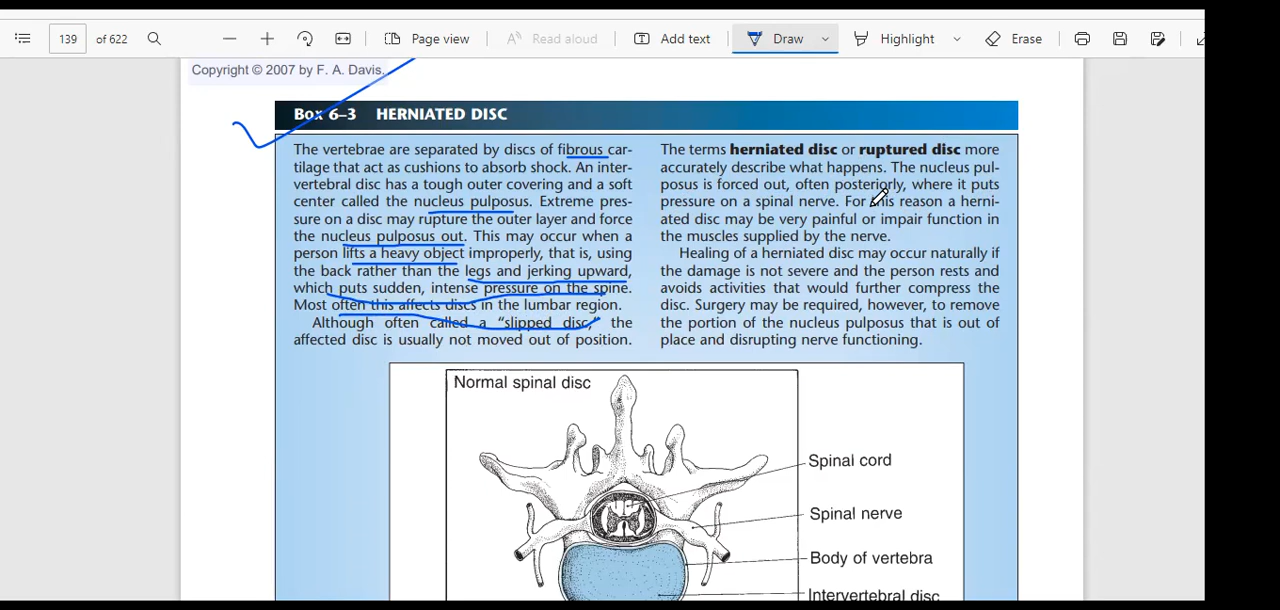 139 of 622 Page view Read aloud Add text Draw Highlight Erase
Copyright © 2007 by F. A. Davis.
Box 6–3 HERNIATED DISC
The vertebrae are separated by discs of fibrous car-
tilage that act as cushions to absorb shock. An inter-
vertebral disc has a tough outer covering and a soft
center called the nucleus pulposus. Extreme pres-
sure on a disc may rupture the outer layer and force
the nucleus pulposus out. This may occur when a
person lifts a heavy object improperly, that is, using
the back rather than the legs and jerking upward,
which puts sudden, intense pressure on the spine.
Most often this affects discs in the lumbar region.
Although often called a “slipped disc,” the
affected disc is usually not moved out of position.
The terms herniated disc or ruptured disc more
accurately describe what happens. The nucleus pul-
posus is forced out, often posteriorly, where it puts
pressure on a spinal nerve. For this reason a herni-
ated disc may be very painful or impair function in
the muscles supplied by the nerve.
Healing of a herniated disc may occur naturally if
the damage is not severe and the person rests and
avoids activities that would further compress the
disc. Surgery may be required, however, to remove
the portion of the nucleus pulposus that is out of
place and disrupting nerve functioning.
Normal spinal disc
Spinal cord
Spinal nerve
Body of vertebra
Intervertebral disc